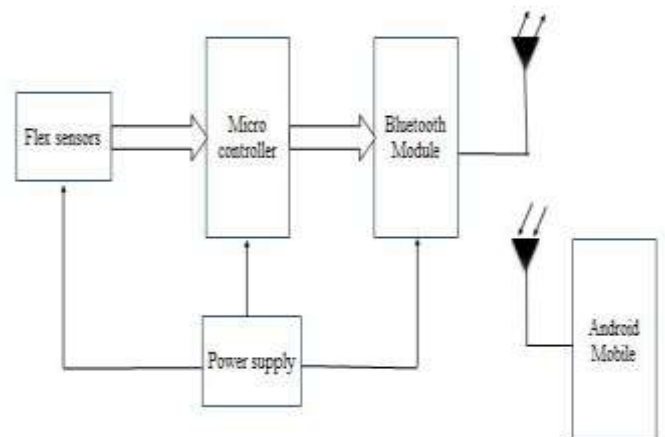 Flex sensors
Micro
controller
Bluetooth
Module
Power supply
Android
Mobile